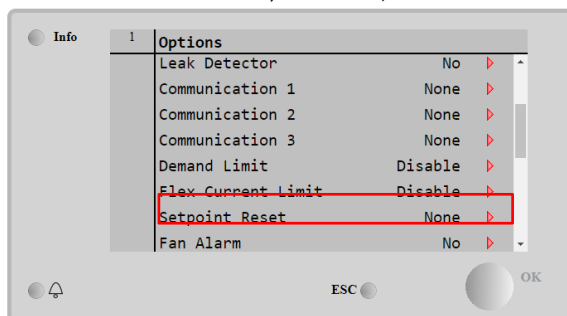 Info
1 Options
Leak Detector No
Communication 1 None
Communication 2 None
Communication 3 None
Demand Limit Disable
Flex Current Limit Disable
Setpoint Reset None
Fan Alarm No
OK
ESC